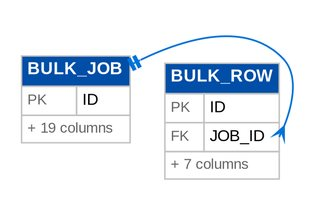 BULK_JOB
PK ID
+ 19 columns
BULK_ROW
PK ID
FK JOB_ID
+ 7 columns